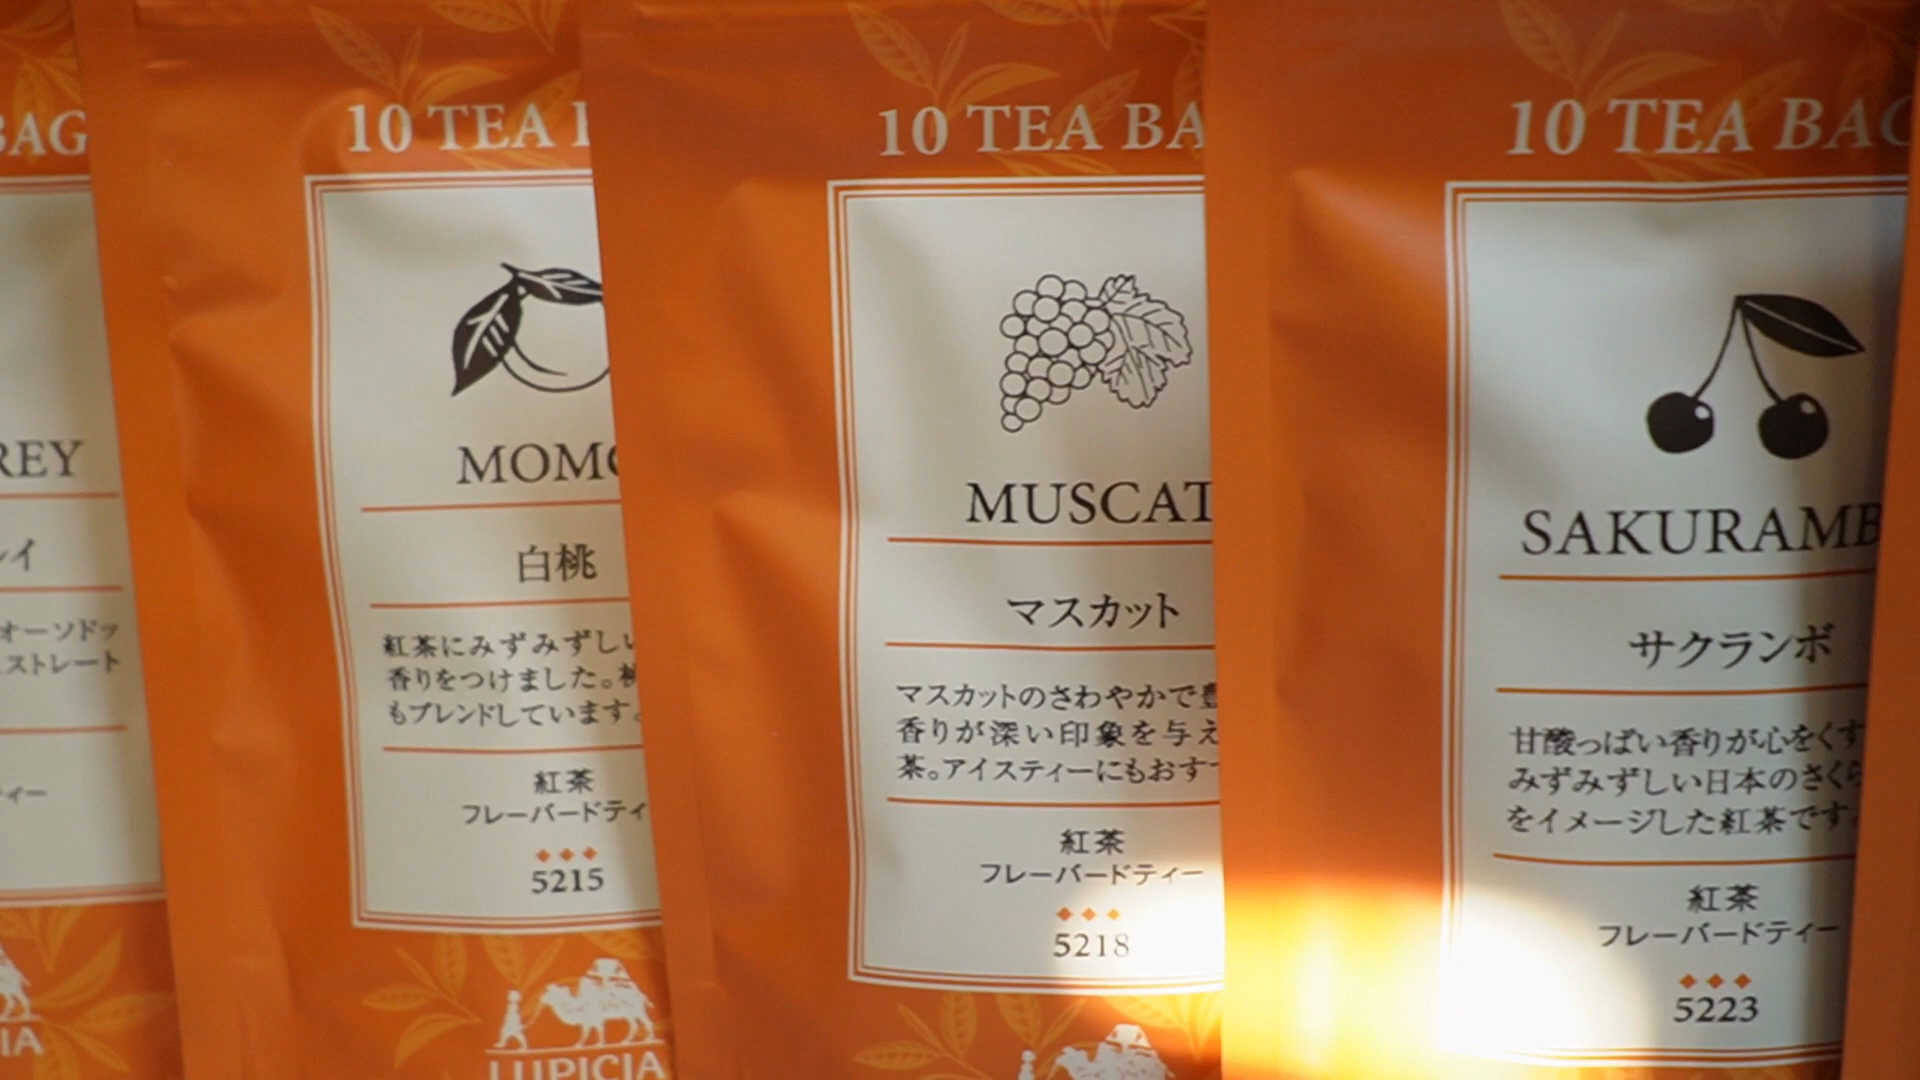 BAG
REY
レイ
オーソドッ
ストレート
ティー
IA
10 TEA
MOMO
白桃
紅茶にみずみずしい
香りをつけました。桃
もブレンドしています。
紅茶
フレーバードティ
5215
LUPICIA
10 TEA BA
MUSCAT
マスカット
マスカットのさわやかで豊
香りが深い印象を与え
茶。アイスティーにもおすす
紅茶
フレーバードティー
5218
10 TEA BAG
SAKURAMB
サクランボ
甘酸っぱい香りが心をくす
みずみずしい日本のさくら
をイメージした紅茶です。
紅茶
フレーバードティー
5223